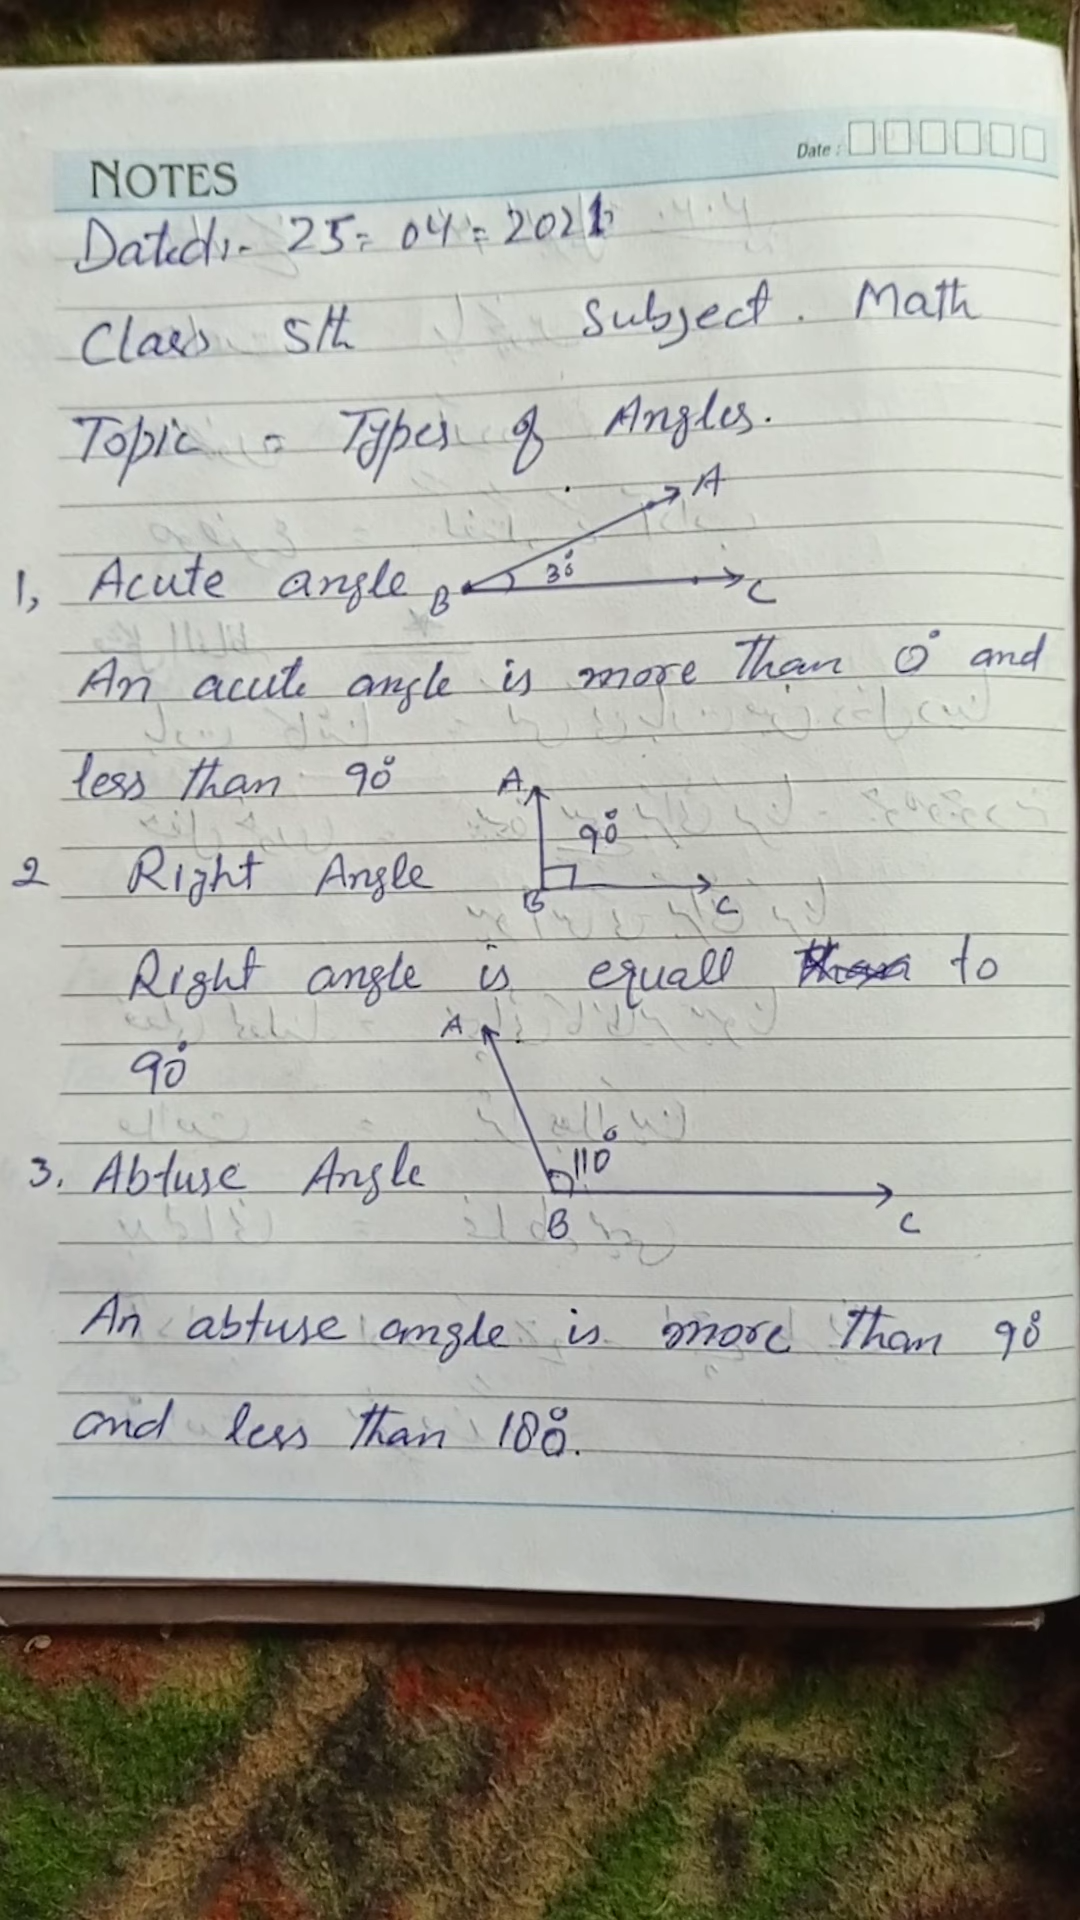 NOTES
Date :
Dated:- 25= 04= 2021
Class 5th Subject. Math
Topic = Types of Angles.
A
1, Acute angle B 30° C
An acute angle is more than 0° and
less than 90°
A
90°
2 Right Angle
B C
Right angle is equall to
A
90°
110°
3. Abtuse Angle
B C
An abtuse angle is more than 90°
and less than 180°.